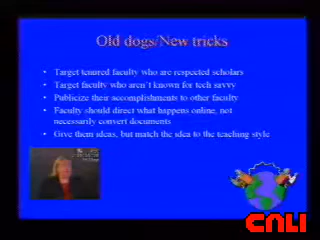 Old dogs/New tricks
• Target tenured faculty who are respected scholars
• Target faculty who aren't known for tech savvy
• Publicize their accomplishments to other faculty
• Faculty should direct what happens online, not
necessarily convert documents
• Give them ideas, but match the idea to the teaching style
CNLI